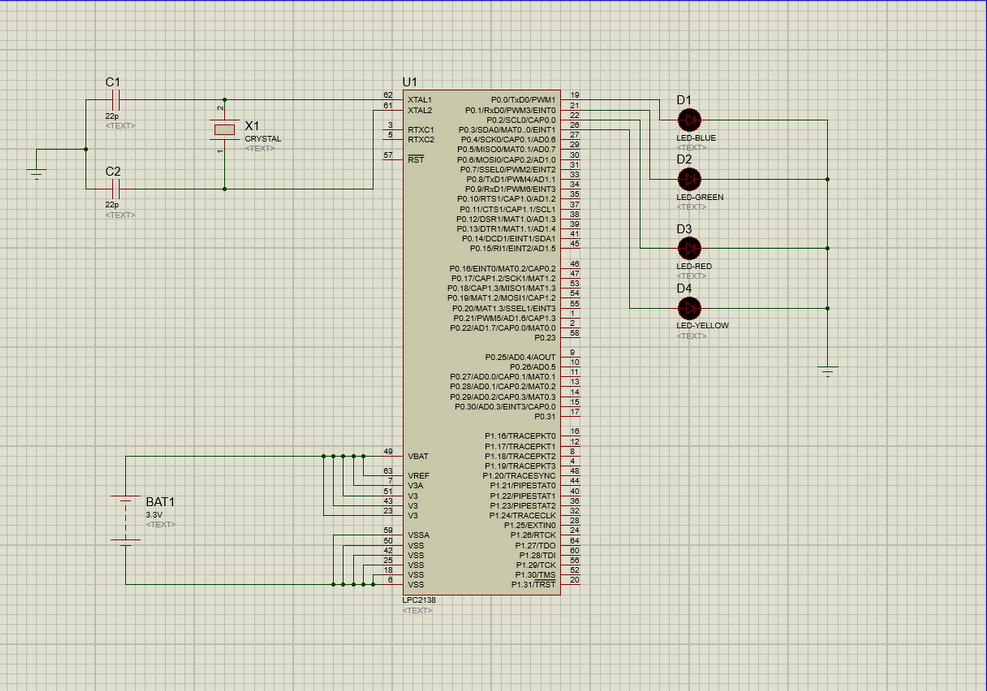 C1
22p
<TEXT>
2
X1
CRYSTAL
<TEXT>
1
C2
22p
<TEXT>
U1
62 XTAL1
61 XTAL2
3 RTXC1
5 RTXC2
57 RST
49 VBAT
63 VREF
7 V3A
51 V3
43 V3
23 V3
59 VSSA
50 VSS
42 VSS
25 VSS
18 VSS
6 VSS
P0.0/TxD0/PWM1 19
P0.1/RxD0/PWM3/EINT0 21
P0.2/SCL0/CAP0.0 22
P0.3/SDA0/MAT0..0/EINT1 26
P0.4/SCK0/CAP0.1/AD0.6 27
P0.5/MISO0/MAT0.1/AD0.7 29
P0.6/MOSI0/CAP0.2/AD1.0 30
P0.7/SSEL0/PWM2/EINT2 31
P0.8/TxD1/PWM4/AD1.1 33
P0.9/RxD1/PWM6/EINT3 34
P0.10/RTS1/CAP1.0/AD1.2 35
P0.11/CTS1/CAP1.1/SCL1 37
P0.12/DSR1/MAT1.0/AD1.3 38
P0.13/DTR1/MAT1.1/AD1.4 39
P0.14/DCD1/EINT1/SDA1 41
P0.15/RI1/EINT2/AD1.5 45
P0.16/EINT0/MAT0.2/CAP0.2 46
P0.17/CAP1.2/SCK1/MAT1.2 47
P0.18/CAP1.3/MISO1/MAT1.3 53
P0.19/MAT1.2/MOSI1/CAP1.2 54
P0.20/MAT1.3/SSEL1/EINT3 55
P0.21/PWM5/AD1.6/CAP1.3 1
P0.22/AD1.7/CAP0.0/MAT0.0 2
P0.23 58
P0.25/AD0.4/AOUT 9
P0.26/AD0.5 10
P0.27/AD0.0/CAP0.1/MAT0.1 11
P0.28/AD0.1/CAP0.2/MAT0.2 13
P0.29/AD0.2/CAP0.3/MAT0.3 14
P0.30/AD0.3/EINT3/CAP0.0 15
P0.31 17
P1.16/TRACEPKT0 16
P1.17/TRACEPKT1 12
P1.18/TRACEPKT2 8
P1.19/TRACEPKT3 4
P1.20/TRACESYNC 48
P1.21/PIPESTAT0 44
P1.22/PIPESTAT1 40
P1.23/PIPESTAT2 36
P1.24/TRACECLK 32
P1.25/EXTIN0 28
P1.26/RTCK 24
P1.27/TDO 64
P1.28/TDI 60
P1.29/TCK 56
P1.30/TMS 52
P1.31/TRST 20
LPC2138
<TEXT>
D1
LED-BLUE
<TEXT>
D2
LED-GREEN
<TEXT>
D3
LED-RED
<TEXT>
D4
LED-YELLOW
<TEXT>
BAT1
3.3V
<TEXT>